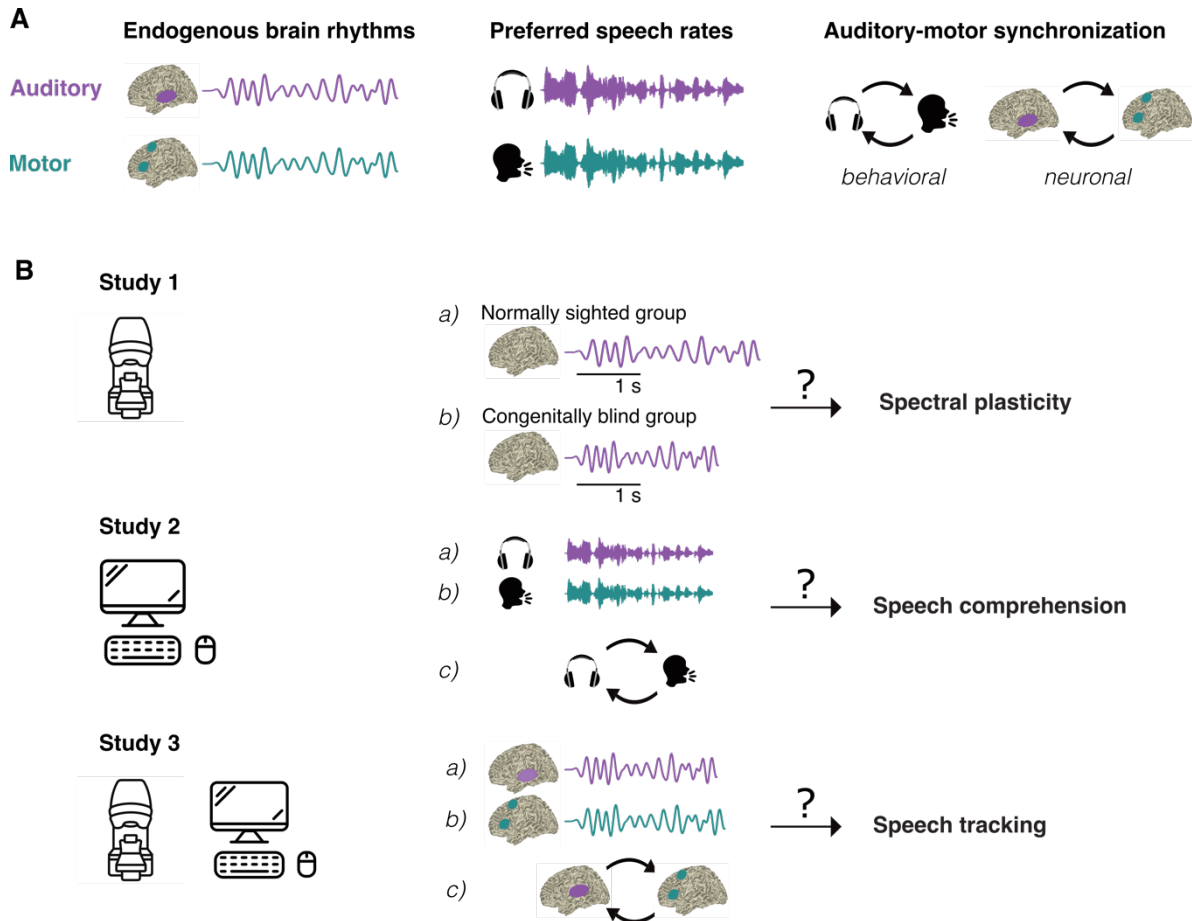 A
Endogenous brain rhythms
Preferred speech rates
Auditory-motor synchronization
Auditory
Motor
behavioral
neuronal
B
Study 1
a) Normally sighted group
1 s
b) Congenitally blind group
1 s
?
Spectral plasticity
Study 2
a)
b)
c)
?
Speech comprehension
Study 3
a)
b)
c)
?
Speech tracking